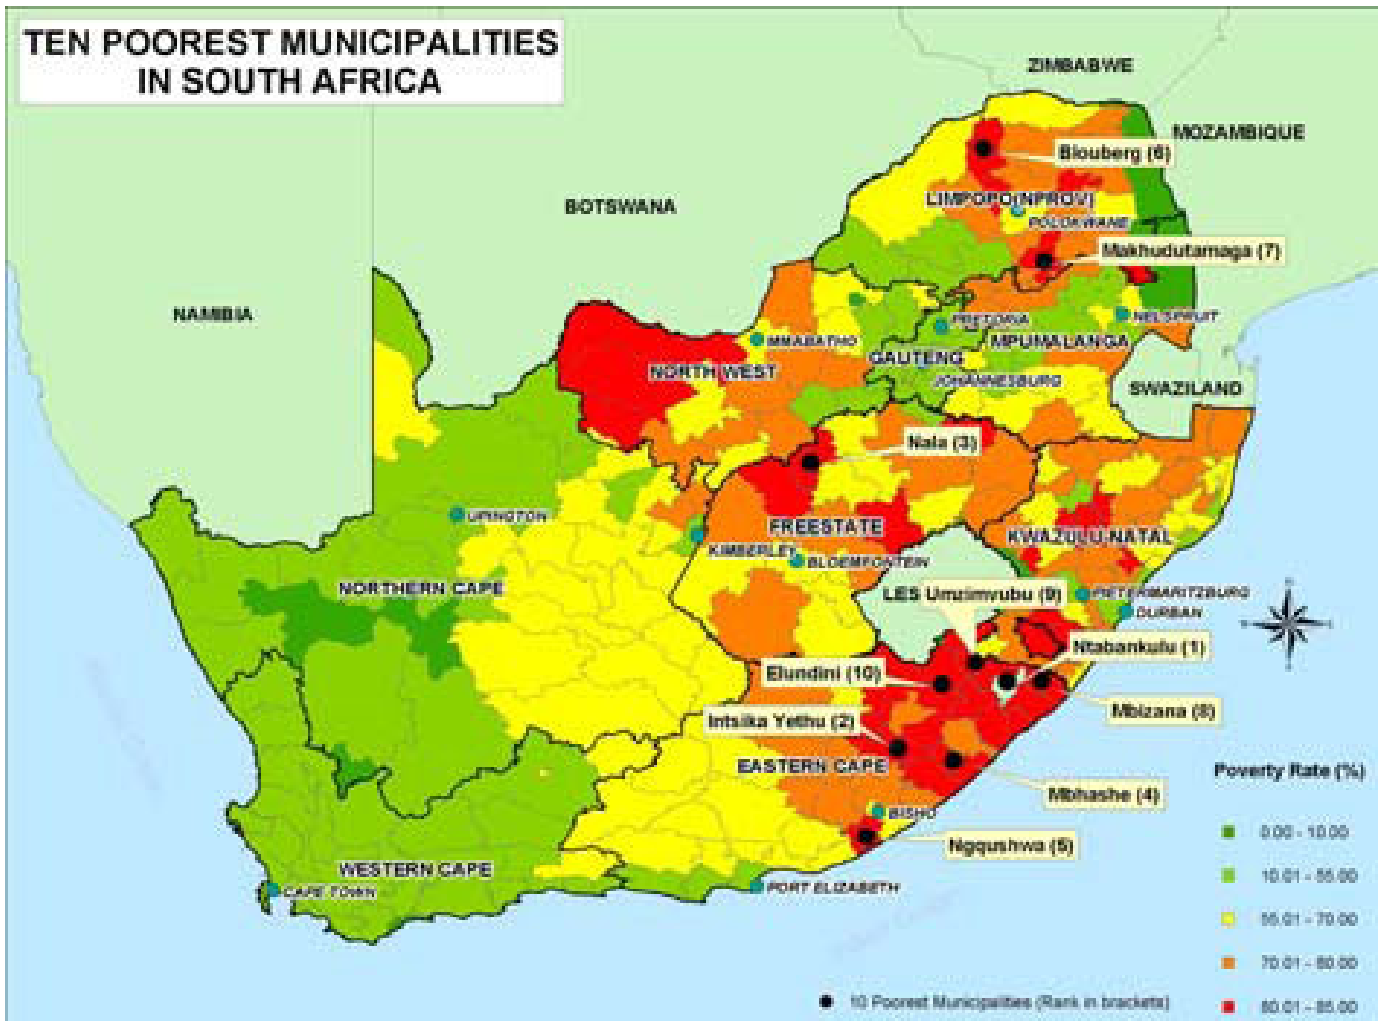 TEN POOREST MUNICIPALITIES
IN SOUTH AFRICA
ZIMBABWE
MOZAMBIQUE
Blouberg (6)
BOTSWANA
LIMPOPO(NPROV)
POLOKWANE
Makhudutamaga (7)
NAMIBIA
PRETORIA
NELSPRUIT
MMABATHO
MPUMALANGA
GAUTENG
NORTH WEST
JOHANNESBURG
SWAZILAND
Nala (3)
UPINGTON
FREESTATE
KWAZULU NATAL
KIMBERLEY
BLOEMFONTEIN
NORTHERN CAPE
LES Umzimvubu (9)
PIETERMARITZBURG
DURBAN
Ntabankulu (1)
Elundini (10)
Mbizana (8)
Intsika Yethu (2)
EASTERN CAPE
Poverty Rate (%)
Mbhashe (4)
BISHO
0.00 - 10.00
Ngqushwa (5)
WESTERN CAPE
10.01 - 55.00
CAPE TOWN
PORT ELIZABETH
55.01 - 70.00
70.01 - 80.00
10 Poorest Municipalities (Rank in brackets)
80.01 - 85.00